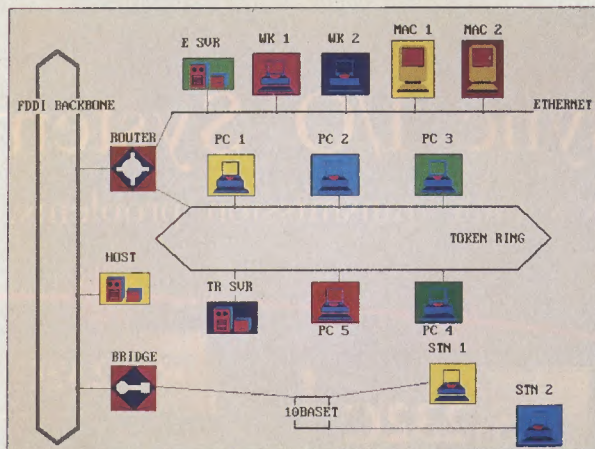 E SVR
WK 1
WK 2
MAC 1
MAC 2
FDDI BACKBONE
ETHERNET
ROUTER
PC 1
PC 2
PC 3
TOKEN RING
HOST
TR SVR
PC 5
PC 4
BRIDGE
STN 1
10BASET
STN 2